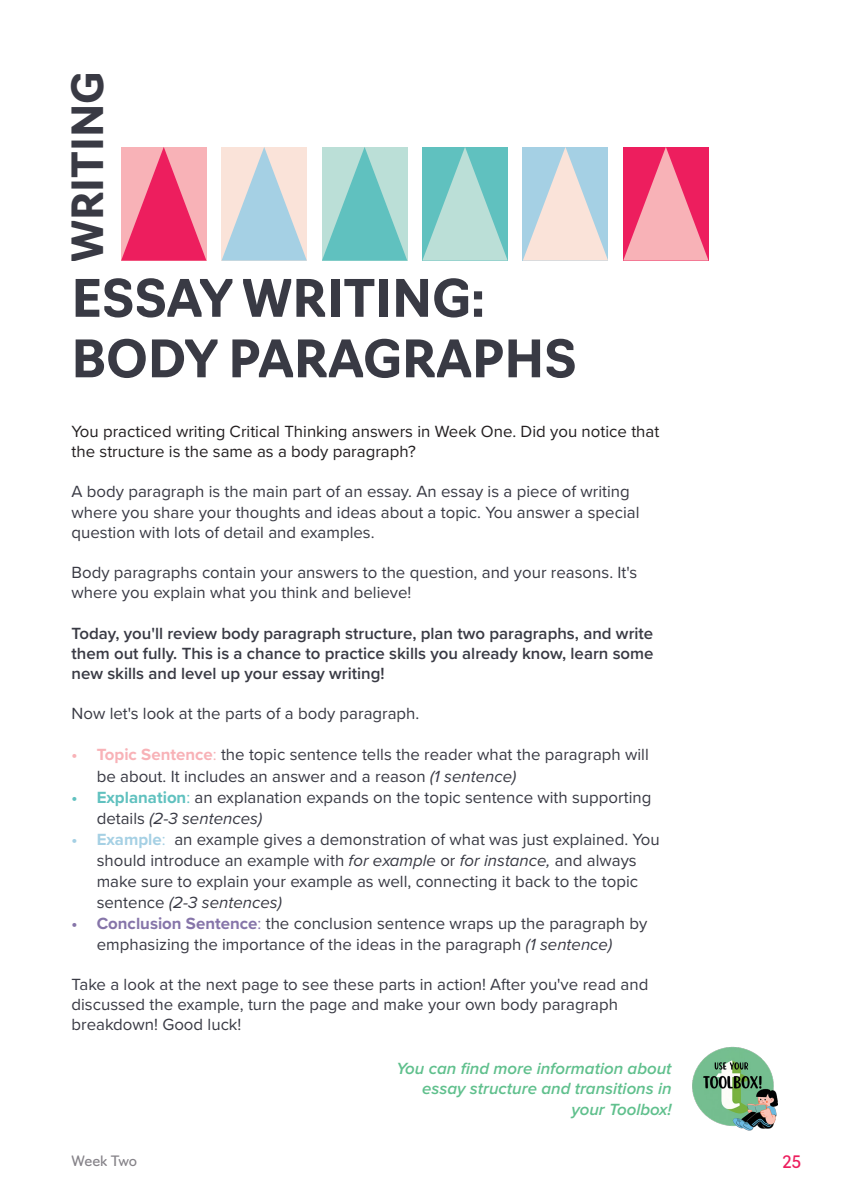 WRITING
ESSAY WRITING:
BODY PARAGRAPHS
You practiced writing Critical Thinking answers in Week One. Did you notice that
the structure is the same as a body paragraph?
A body paragraph is the main part of an essay. An essay is a piece of writing
where you share your thoughts and ideas about a topic. You answer a special
question with lots of detail and examples.
Body paragraphs contain your answers to the question, and your reasons. It's
where you explain what you think and believe!
Today, you'll review body paragraph structure, plan two paragraphs, and write
them out fully. This is a chance to practice skills you already know, learn some
new skills and level up your essay writing!
Now let's look at the parts of a body paragraph.
• Topic Sentence: the topic sentence tells the reader what the paragraph will
be about. It includes an answer and a reason (1 sentence)
• Explanation: an explanation expands on the topic sentence with supporting
details (2-3 sentences)
• Example: an example gives a demonstration of what was just explained. You
should introduce an example with for example or for instance, and always
make sure to explain your example as well, connecting it back to the topic
sentence (2-3 sentences)
• Conclusion Sentence: the conclusion sentence wraps up the paragraph by
emphasizing the importance of the ideas in the paragraph (1 sentence)
Take a look at the next page to see these parts in action! After you've read and
discussed the example, turn the page and make your own body paragraph
breakdown! Good luck!
You can find more information about
essay structure and transitions in
your Toolbox!
USE YOUR
TOOLBOX!
t
Week Two
25